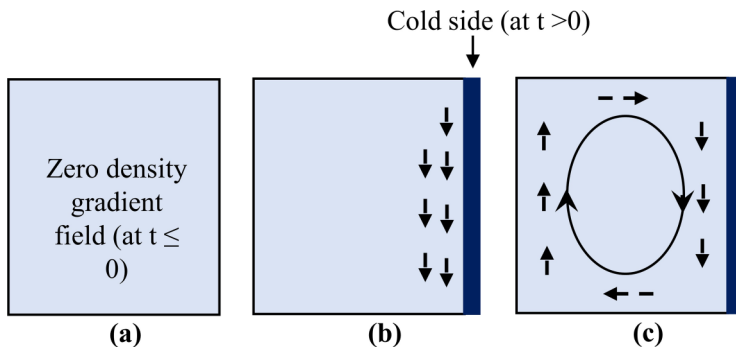 Cold side (at t >0)
Zero density
gradient
field (at t ≤
0)
(a)
(b)
(c)